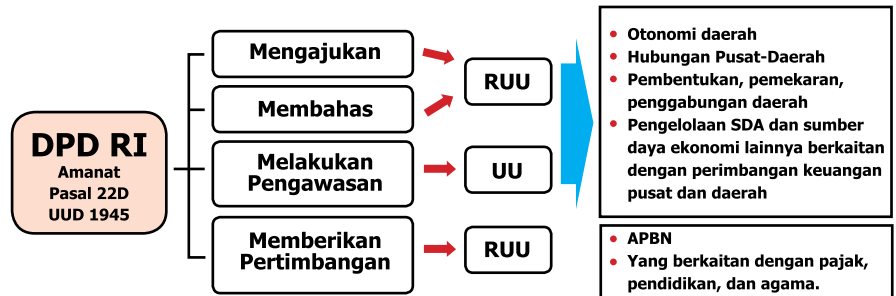 DPD RI
Amanat
Pasal 22D
UUD 1945
Mengajukan
Membahas
RUU
Melakukan
Pengawasan
UU
Memberikan
Pertimbangan
RUU
• Otonomi daerah
• Hubungan Pusat-Daerah
• Pembentukan, pemekaran,
penggabungan daerah
• Pengelolaan SDA dan sumber
daya ekonomi lainnya berkaitan
dengan perimbangan keuangan
pusat dan daerah
• APBN
• Yang berkaitan dengan pajak,
pendidikan, dan agama.